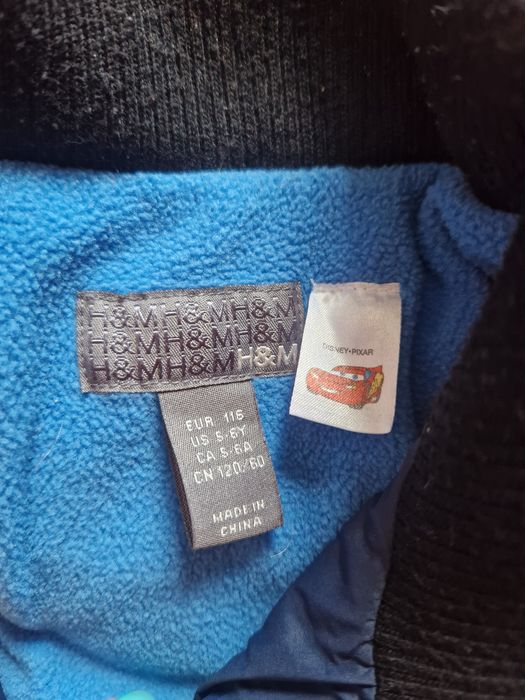 H&MH&MH&M
H&MH&MH&M
H&MH&MH&M
DISNEY•PIXAR
EUR 116
US 5-6Y
CA 5-6A
CN 120/60
MADE IN
CHINA